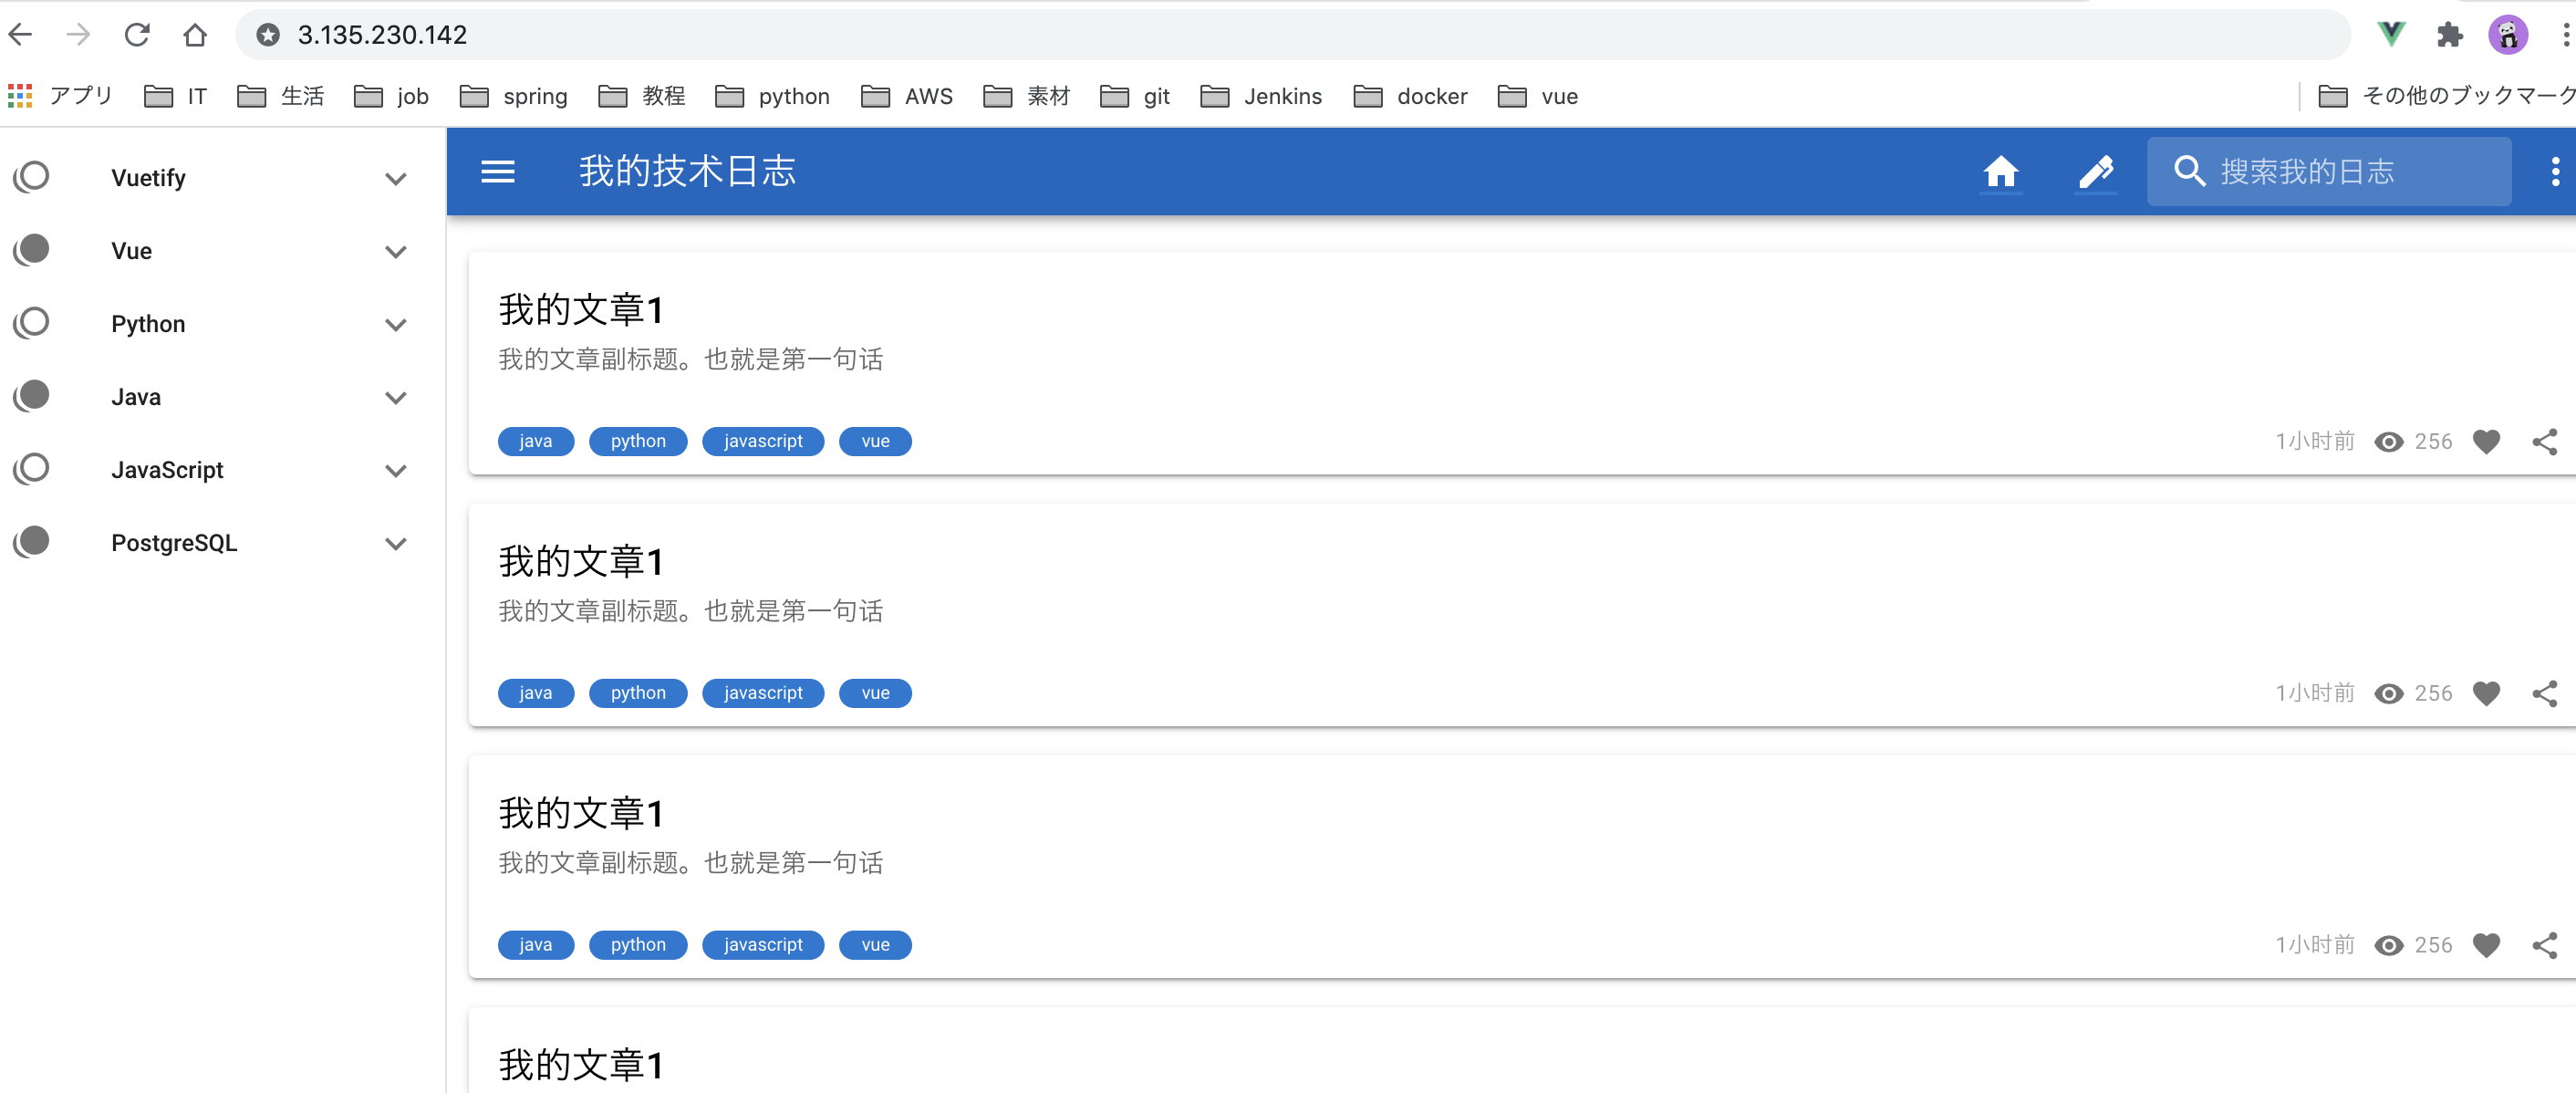 3.135.230.142
アプリ IT 生活 job spring 教程 python AWS 素材 git Jenkins docker vue その他のブックマーク
Vuetify
Vue
Python
Java
JavaScript
PostgreSQL
我的技术日志 搜索我的日志
我的文章1
我的文章副标题。也就是第一句话
java python javascript vue 1小时前 256
我的文章1
我的文章副标题。也就是第一句话
java python javascript vue 1小时前 256
我的文章1
我的文章副标题。也就是第一句话
java python javascript vue 1小时前 256
我的文章1